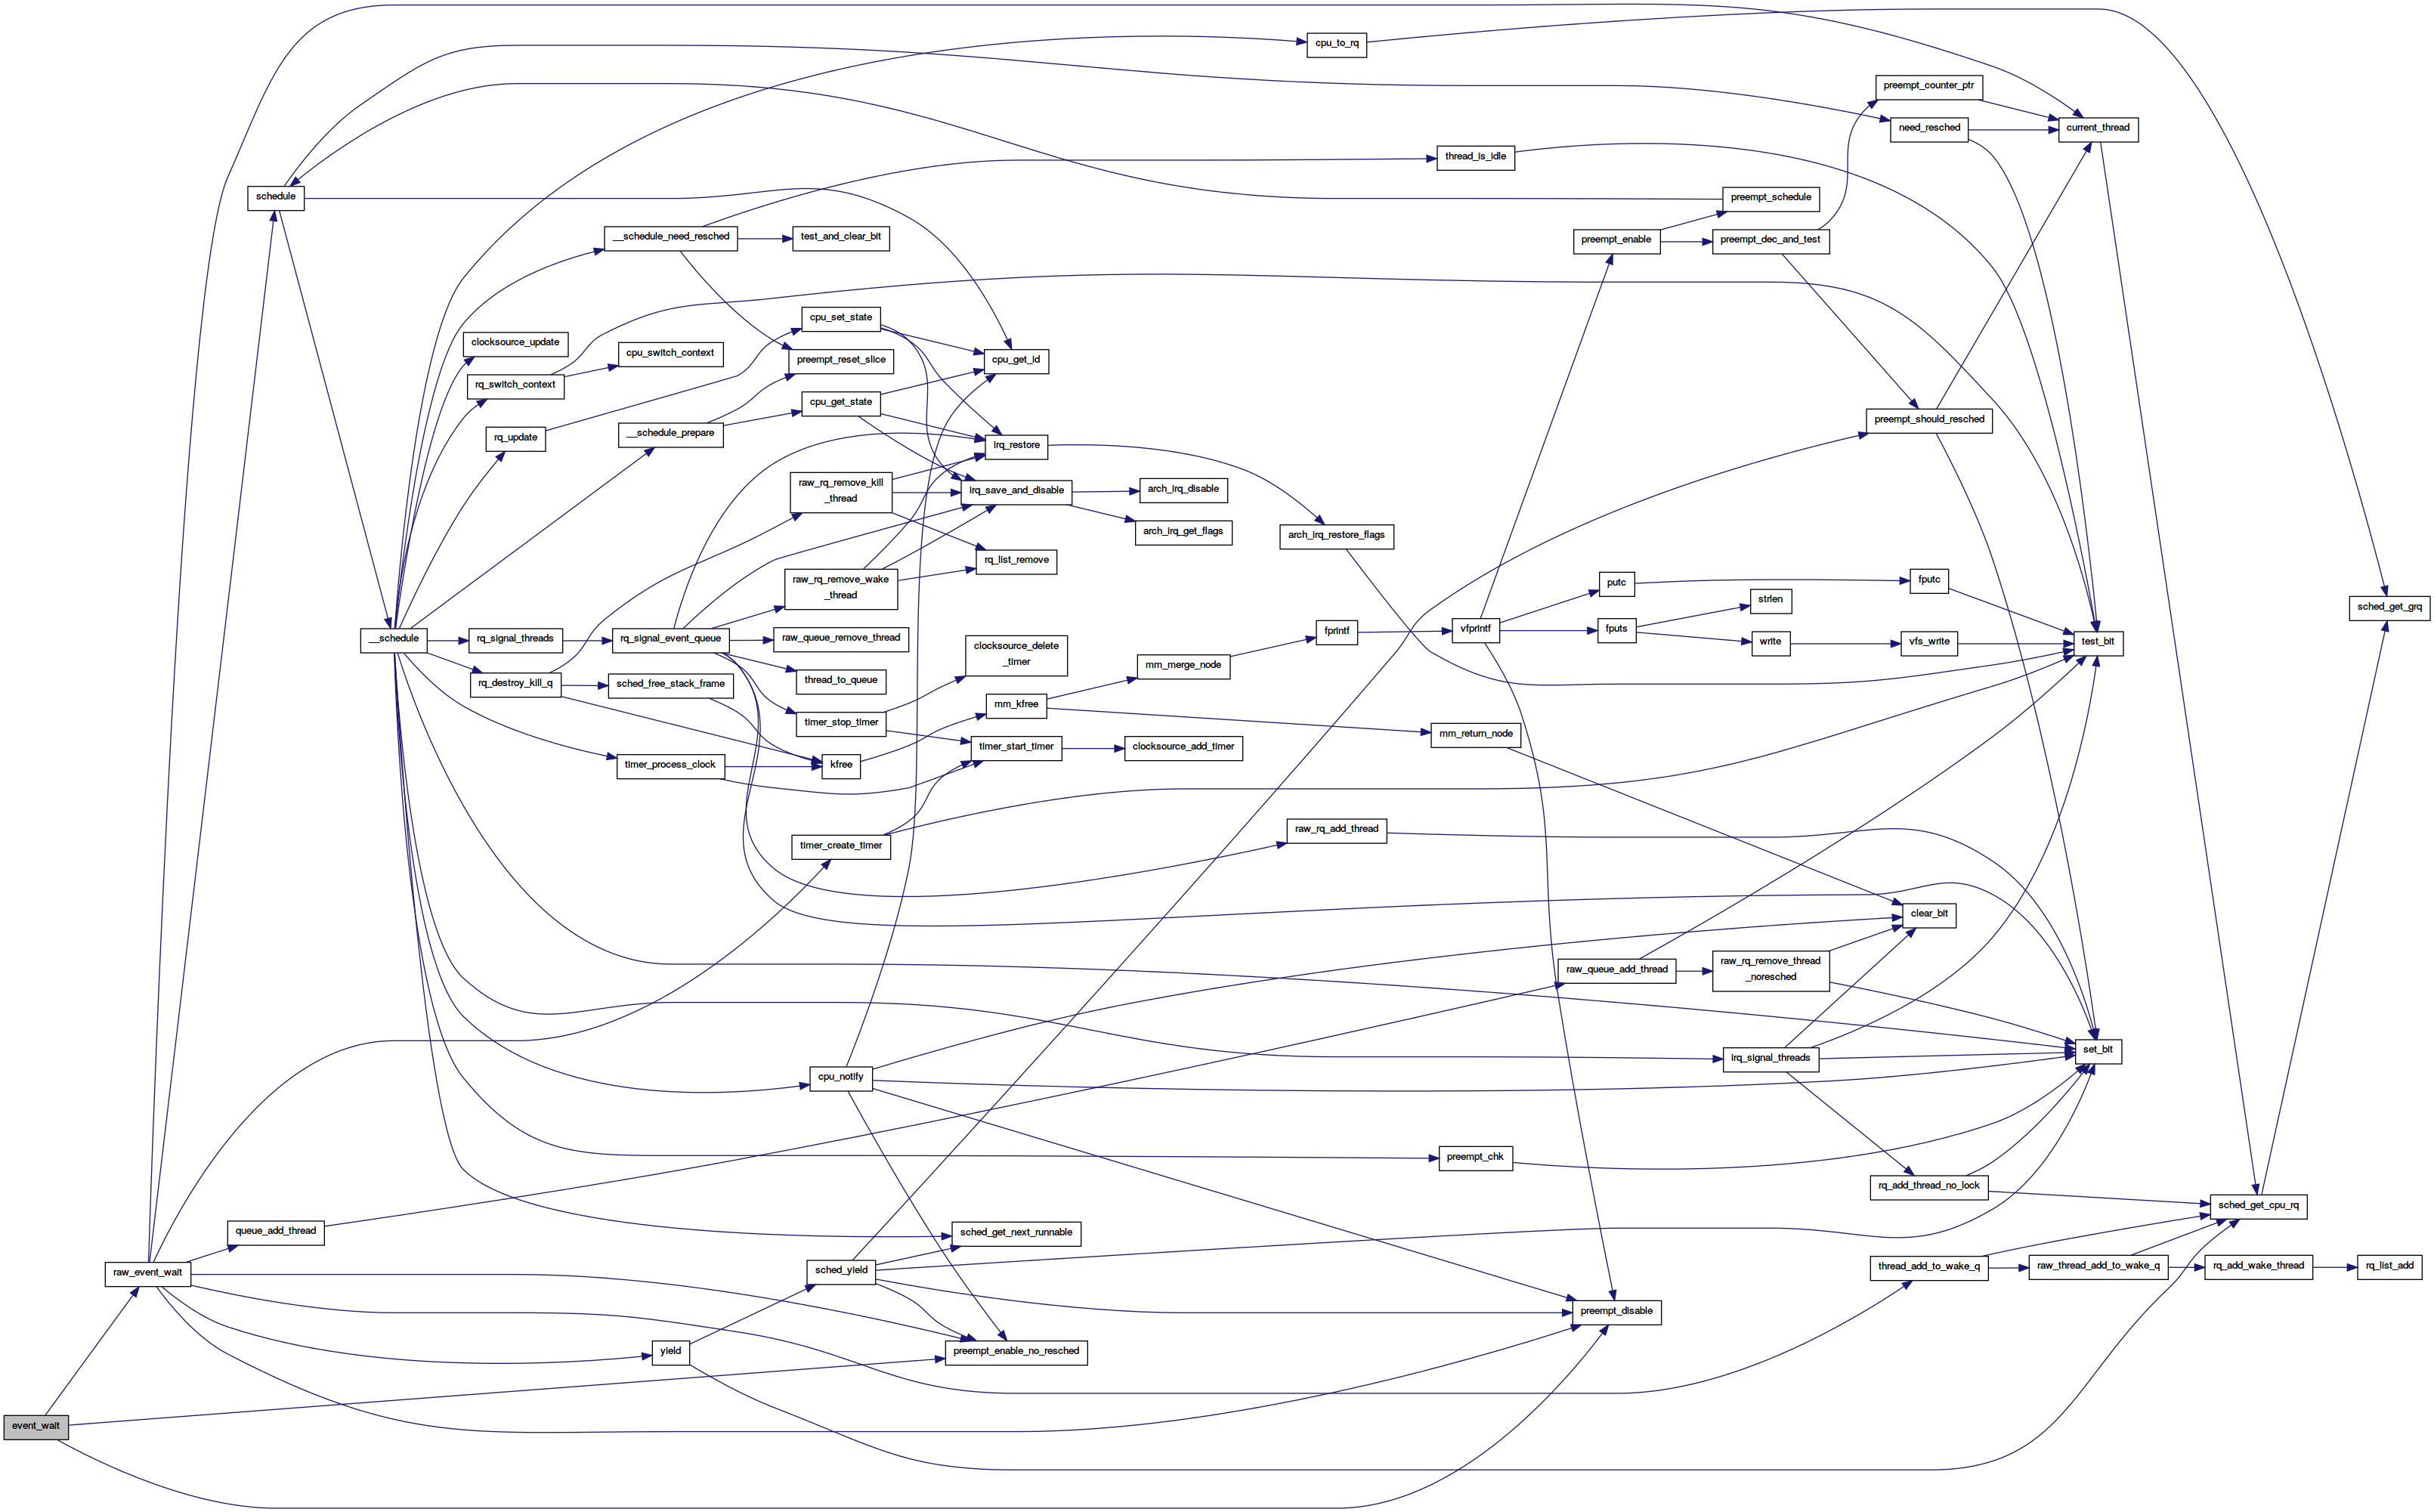 cpu_to_rq
preempt_counter_ptr
need_resched
current_thread
thread_is_idle
schedule
preempt_schedule
__schedule_need_resched
test_and_clear_bit
preempt_enable
preempt_dec_and_test
cpu_set_state
clocksource_update
cpu_switch_context
preempt_reset_slice
cpu_get_id
rq_switch_context
cpu_get_state
preempt_should_resched
__schedule_prepare
rq_update
irq_restore
raw_rq_remove_kill
_thread
irq_save_and_disable
arch_irq_disable
arch_irq_get_flags
arch_irq_restore_flags
rq_list_remove
raw_rq_remove_wake
_thread
putc
fputc
strlen
sched_get_grq
__schedule
rq_signal_threads
rq_signal_event_queue
raw_queue_remove_thread
clocksource_delete
_timer
fprintf
vfprintf
fputs
write
vfs_write
test_bit
mm_merge_node
rq_destroy_kill_q
sched_free_stack_frame
thread_to_queue
mm_kfree
timer_stop_timer
mm_return_node
timer_start_timer
clocksource_add_timer
timer_process_clock
kfree
timer_create_timer
raw_rq_add_thread
clear_bit
raw_queue_add_thread
raw_rq_remove_thread
_noresched
set_bit
irq_signal_threads
cpu_notify
preempt_chk
rq_add_thread_no_lock
sched_get_cpu_rq
queue_add_thread
sched_get_next_runnable
raw_event_wait
sched_yield
thread_add_to_wake_q
raw_thread_add_to_wake_q
rq_add_wake_thread
rq_list_add
preempt_disable
yield
preempt_enable_no_resched
event_wait